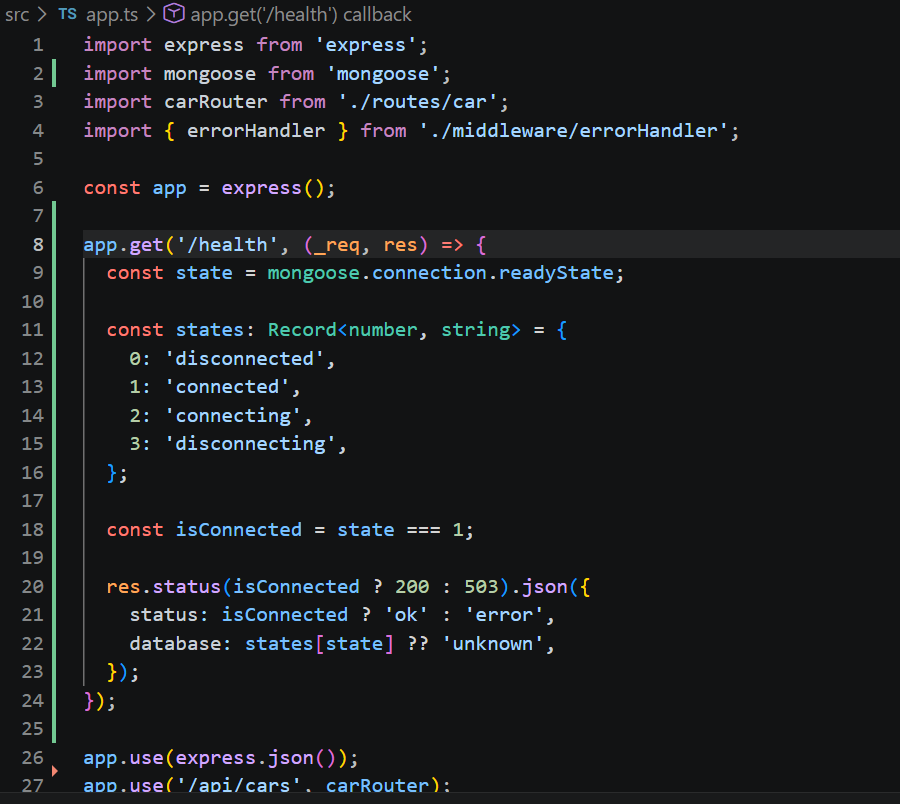 src > TS app.ts > app.get('/health') callback
1 import express from 'express';
2 import mongoose from 'mongoose';
3 import carRouter from './routes/car';
4 import { errorHandler } from './middleware/errorHandler';
5
6 const app = express();
7
8 app.get('/health', (_req, res) => {
9   const state = mongoose.connection.readyState;
10
11   const states: Record<number, string> = {
12     0: 'disconnected',
13     1: 'connected',
14     2: 'connecting',
15     3: 'disconnecting',
16   };
17
18   const isConnected = state === 1;
19
20   res.status(isConnected ? 200 : 503).json({
21     status: isConnected ? 'ok' : 'error',
22     database: states[state] ?? 'unknown',
23   });
24 });
25
26 app.use(express.json());
27 app.use('/api/cars', carRouter);